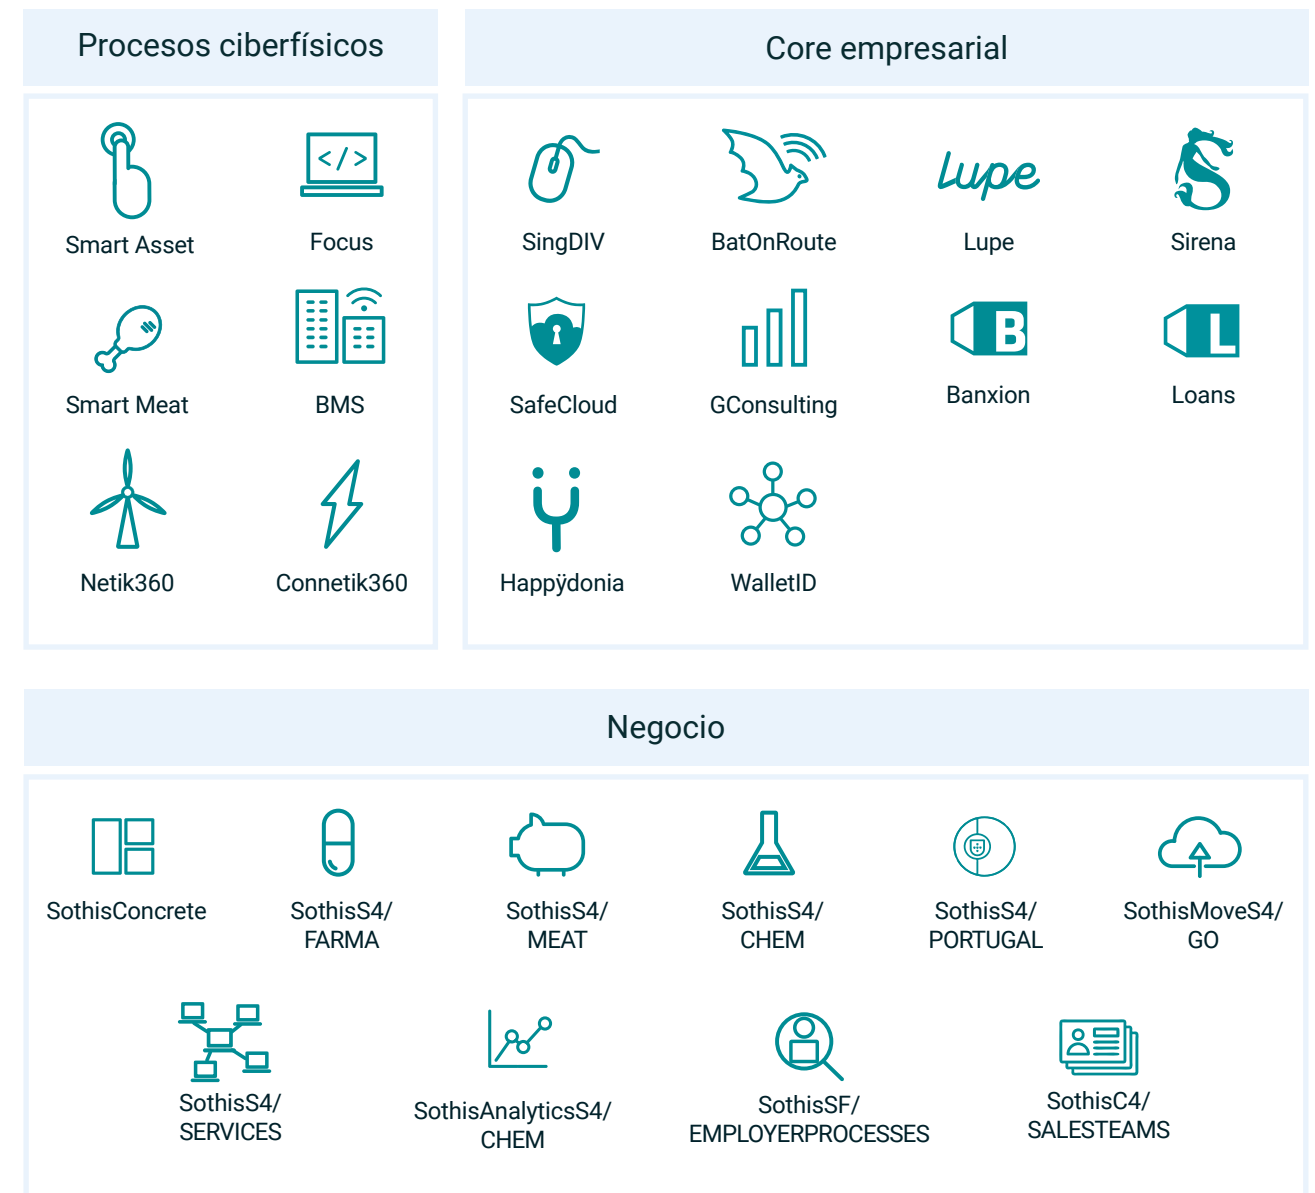 Procesos ciberfísicos
Core empresarial
</>
Lupe
Smart Asset
Focus
SingDIV
BatOnRoute
Lupe
Sirena
B
L
Smart Meat
BMS
SafeCloud
GConsulting
Banxion
Loans
Netik360
Connetik360
Happÿdonia
WalletID
Negocio
SothisConcrete
SothisS4/
FARMA
SothisS4/
MEAT
SothisS4/
CHEM
SothisS4/
PORTUGAL
SothisMoveS4/
GO
SothisS4/
SERVICES
SothisAnalyticsS4/
CHEM
SothisSF/
EMPLOYERPROCESSES
SothisC4/
SALESTEAMS